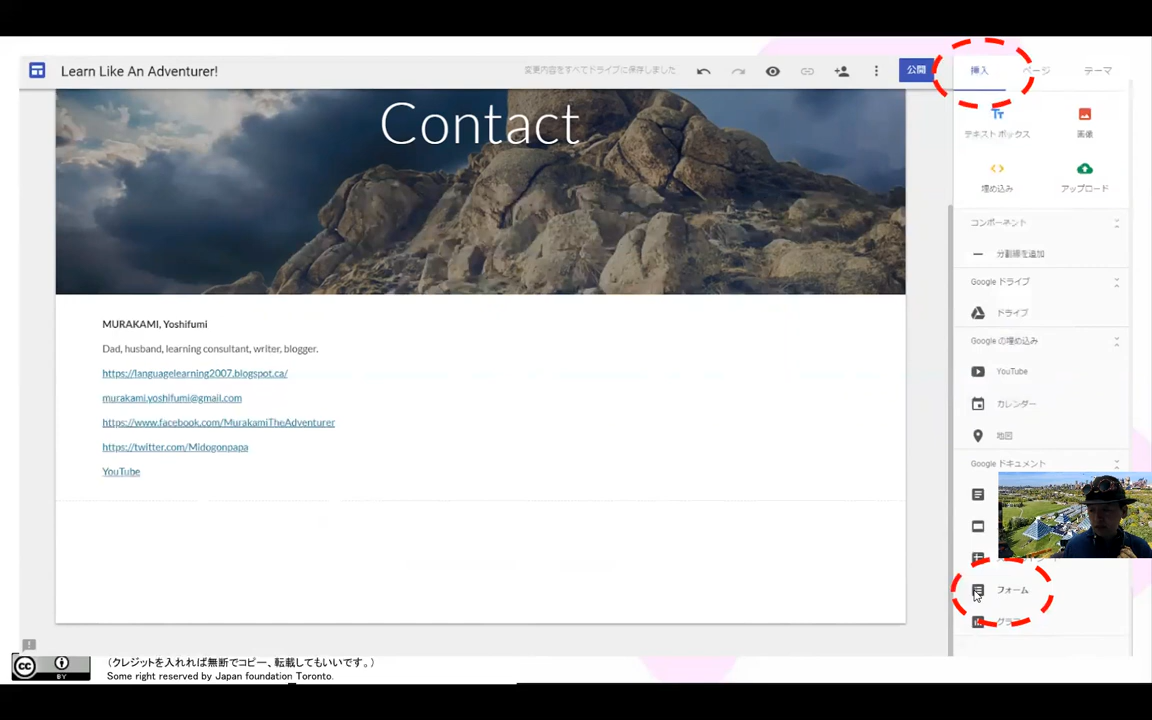 Learn Like An Adventurer!
変更内容をすべてドライブに保存しました
公開
挿入
ページ
テーマ
Contact
Tт
テキスト ボックス
画像
埋め込み
アップロード
コンポーネント
分割線を追加
Google ドライブ
ドライブ
Google の埋め込み
YouTube
カレンダー
地図
Google ドキュメント
フォーム
グラフ
MURAKAMI, Yoshifumi
Dad, husband, learning consultant, writer, blogger.
https://languagelearning2007.blogspot.ca/
murakami.yoshifumi@gmail.com
https://www.facebook.com/MurakamiTheAdventurer
https://twitter.com/Midogonpapa
YouTube
cc BY
（クレジットを入れれば無断でコピー、転載してもいいです。）
Some right reserved by Japan foundation Toronto.